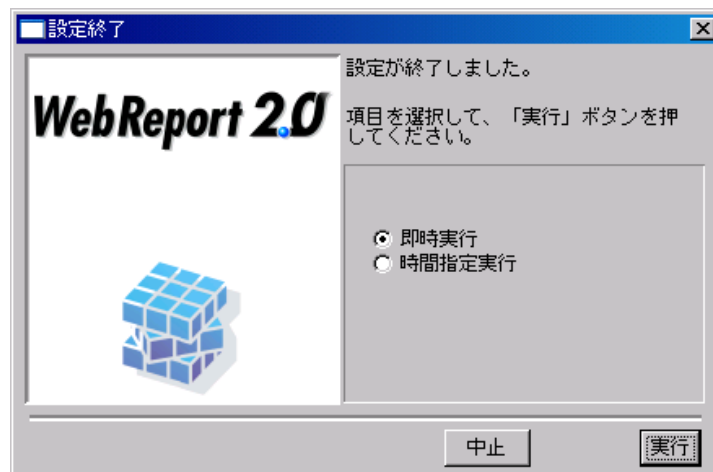 設定終了
WebReport 2.0
設定が終了しました。
項目を選択して、「実行」ボタンを押
してください。
即時実行
時間指定実行
中止
実行